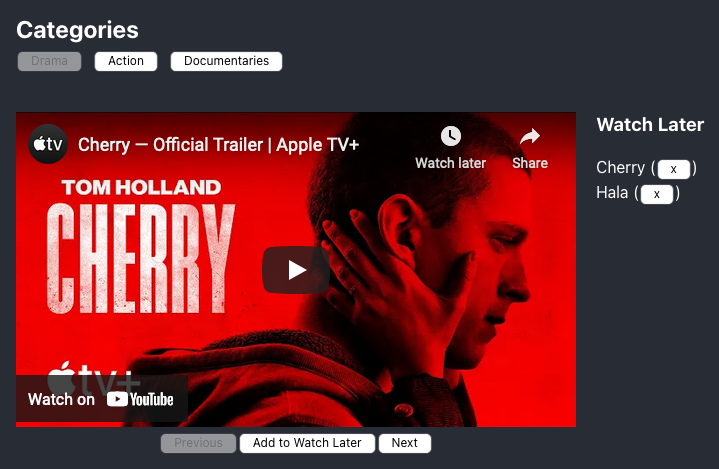 Categories
Drama Action Documentaries
Watch Later
tv Cherry — Official Trailer | Apple TV+ Watch later Share
Cherry ( x )
Hala ( x )
TOM HOLLAND
CHERRY
tv+
Watch on YouTube
Previous Add to Watch Later Next